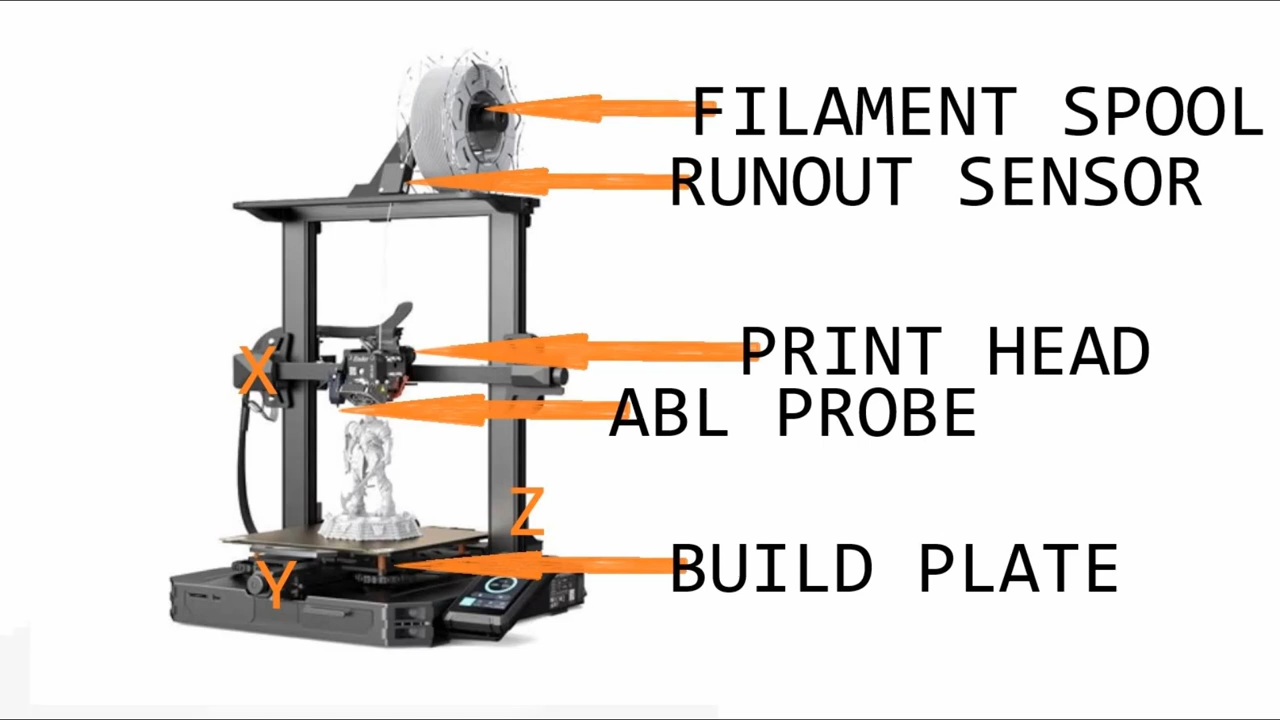 FILAMENT SPOOL
RUNOUT SENSOR
PRINT HEAD
X
ABL PROBE
Z
BUILD PLATE
Y